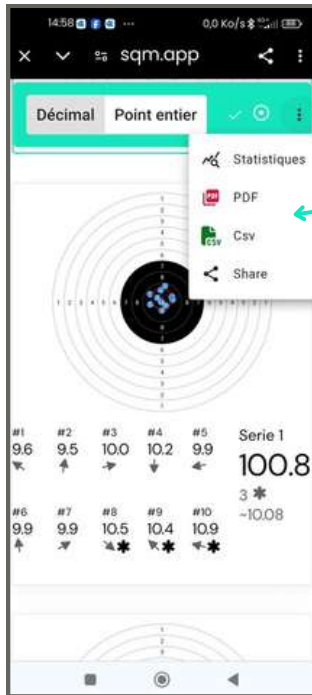 14:58 ... 0,0 Ko/s
sqm.app
Décimal Point entier
Statistiques
PDF
Csv
Share
#1 #2 #3 #4 #5 Serie 1
9.6 9.5 10.0 10.2 9.9 100.8
3 *
~10.08
#6 #7 #8 #9 #10
9.9 9.9 10.5 10.4 10.9